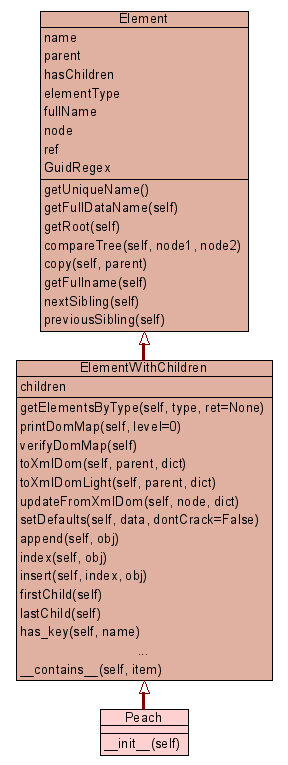 Element
name
parent
hasChildren
elementType
fullName
node
ref
GuidRegex
getUniqueName()
getFullDataName(self)
getRoot(self)
compareTree(self, node1, node2)
copy(self, parent)
getFullname(self)
nextSibling(self)
previousSibling(self)
ElementWithChildren
children
getElementsByType(self, type, ret=None)
printDomMap(self, level=0)
verifyDomMap(self)
toXmlDom(self, parent, dict)
toXmlDomLight(self, parent, dict)
updateFromXmlDom(self, node, dict)
setDefaults(self, data, dontCrack=False)
append(self, obj)
index(self, obj)
insert(self, index, obj)
firstChild(self)
lastChild(self)
has_key(self, name)
...
__contains__(self, item)
Peach
__init__(self)